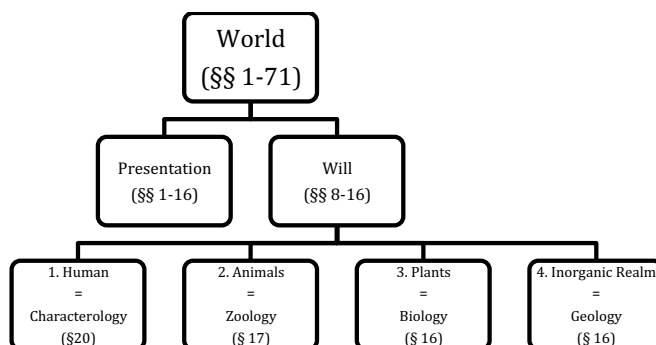 World
(§§ 1-71)
Presentation
(§§ 1-16)
Will
(§§ 8-16)
1. Human
=
Characterology
(§20)
2. Animals
=
Zoology
(§ 17)
3. Plants
=
Biology
(§ 16)
4. Inorganic Realm
=
Geology
(§ 16)